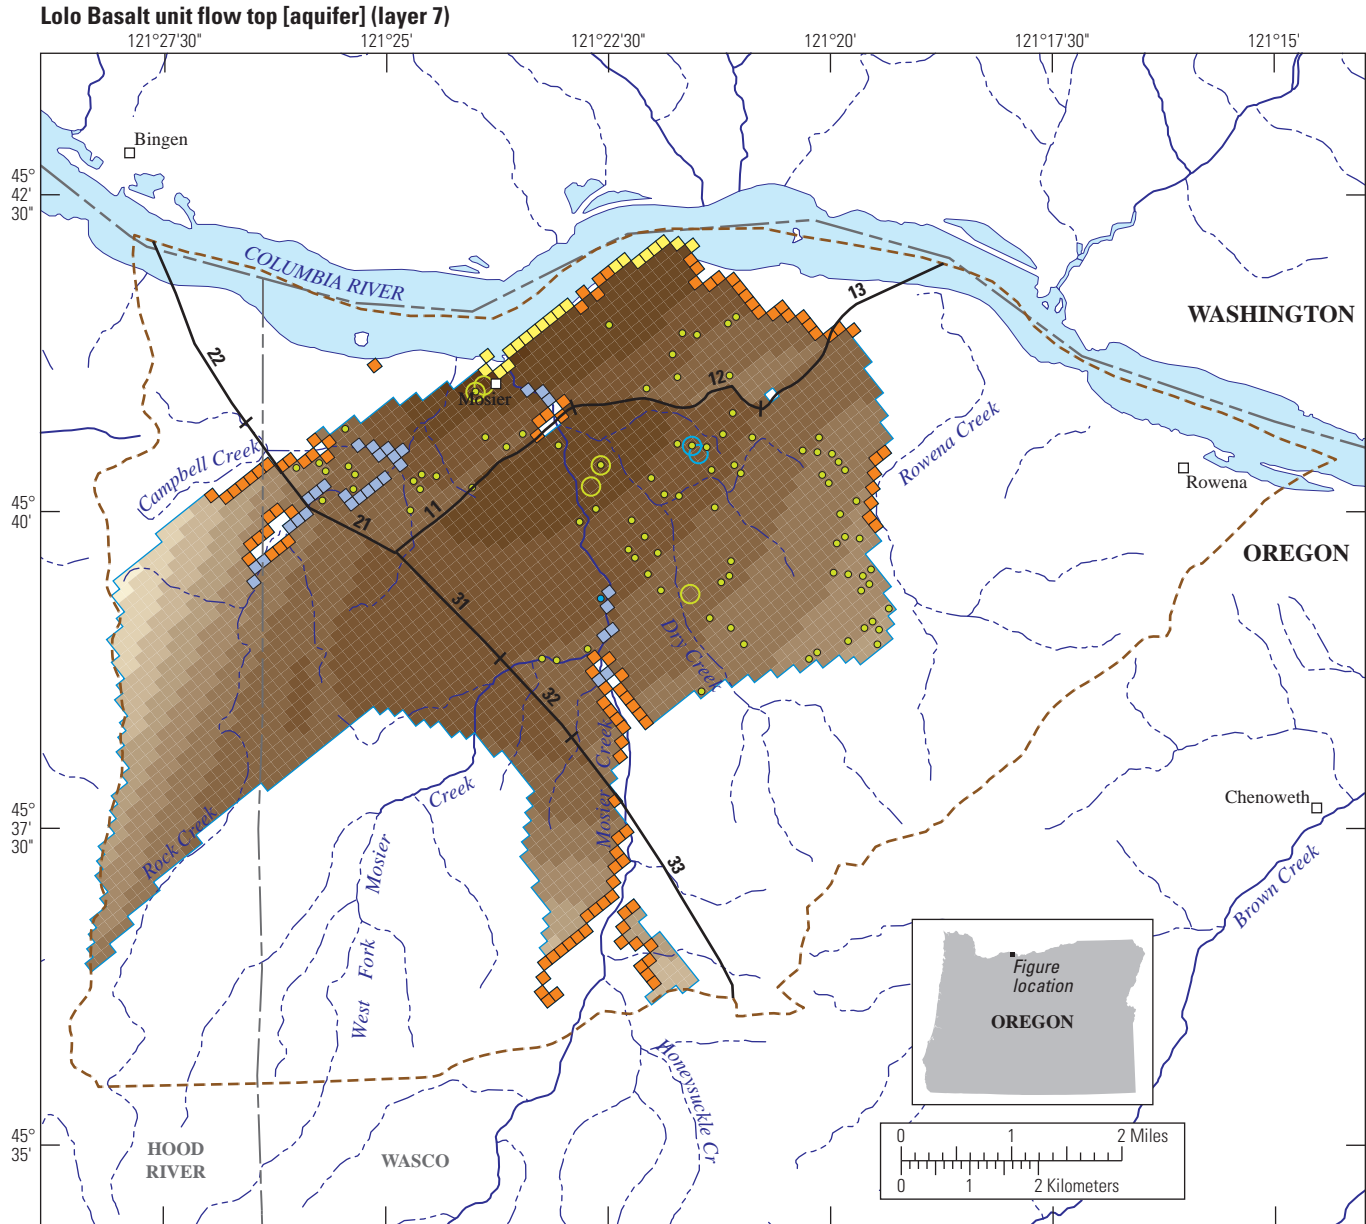 Lolo Basalt unit flow top [aquifer] (layer 7)
121°27'30"
121°25'
121°22'30"
121°20'
121°17'30"
121°15'
45°
42'
30"
Bingen
COLUMBIA RIVER
WASHINGTON
13
22
12
Mosier
Campbell Creek
Rowena Creek
Rowena
45°
40'
11
21
OREGON
31
Dry Creek
32
Mosier Creek
Creek
Chenoweth
45°
37'
30"
Rock Creek
Mosier
33
Brown Creek
Fork
West
Figure
location
OREGON
Honeysuckle Cr
45°
35'
HOOD
RIVER
WASCO
0 1 2 Miles
0 1 2 Kilometers